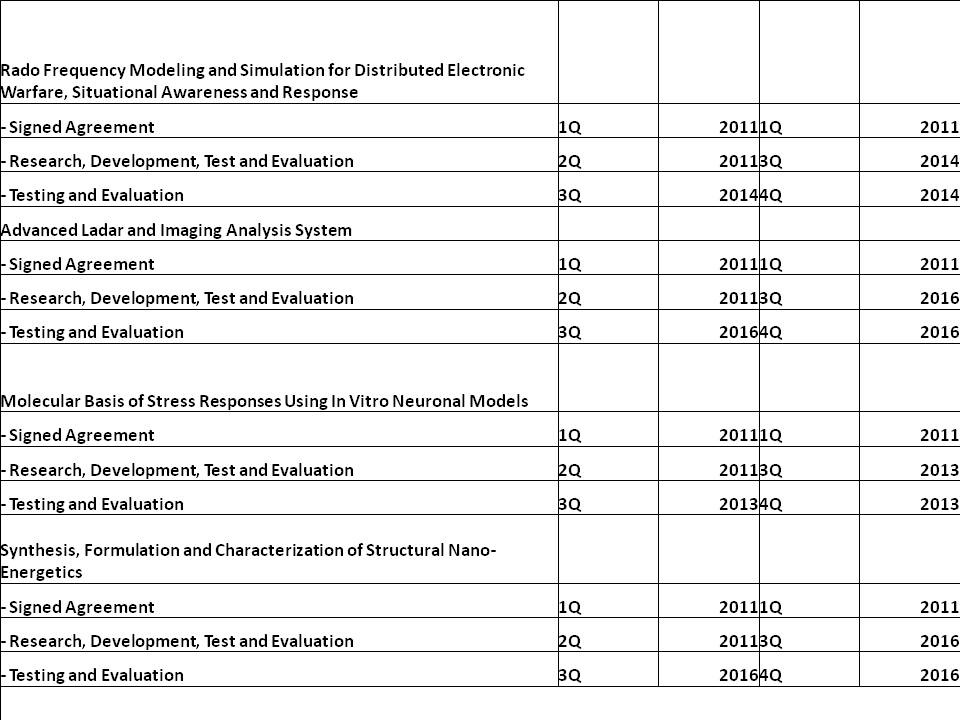 Rado Frequency Modeling and Simulation for Distributed Electronic
Warfare, Situational Awareness and Response
- Signed Agreement 1Q 2011 1Q 2011
- Research, Development, Test and Evaluation 2Q 2011 3Q 2014
- Testing and Evaluation 3Q 2014 4Q 2014
Advanced Ladar and Imaging Analysis System
- Signed Agreement 1Q 2011 1Q 2011
- Research, Development, Test and Evaluation 2Q 2011 3Q 2016
- Testing and Evaluation 3Q 2016 4Q 2016
Molecular Basis of Stress Responses Using In Vitro Neuronal Models
- Signed Agreement 1Q 2011 1Q 2011
- Research, Development, Test and Evaluation 2Q 2011 3Q 2013
- Testing and Evaluation 3Q 2013 4Q 2013
Synthesis, Formulation and Characterization of Structural Nano-
Energetics
- Signed Agreement 1Q 2011 1Q 2011
- Research, Development, Test and Evaluation 2Q 2011 3Q 2016
- Testing and Evaluation 3Q 2016 4Q 2016